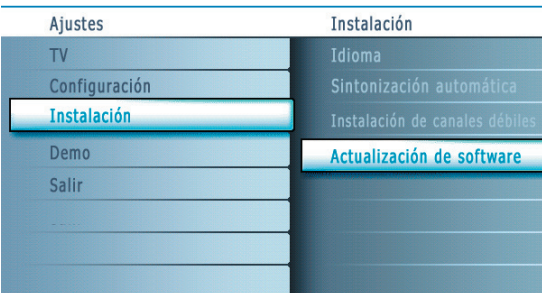 Ajustes
TV
Configuración
Instalación
Demo
Salir
Instalación
Idioma
Sintonización automática
Instalación de canales débiles
Actualización de software